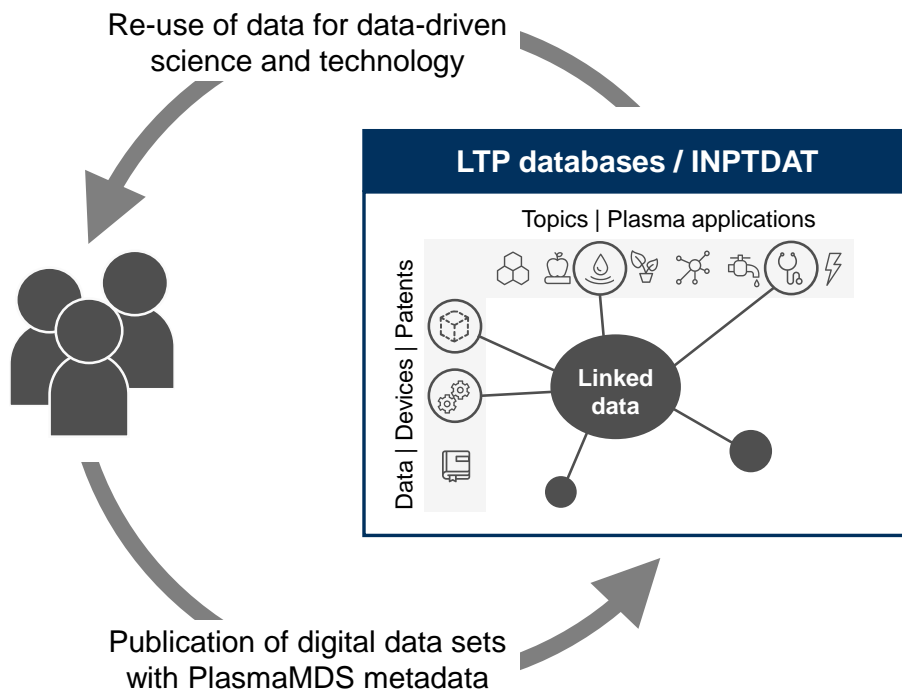 Re-use of data for data-driven
science and technology
LTP databases / INPTDAT
Topics | Plasma applications
Data | Devices | Patents
Linked
data
Publication of digital data sets
with PlasmaMDS metadata